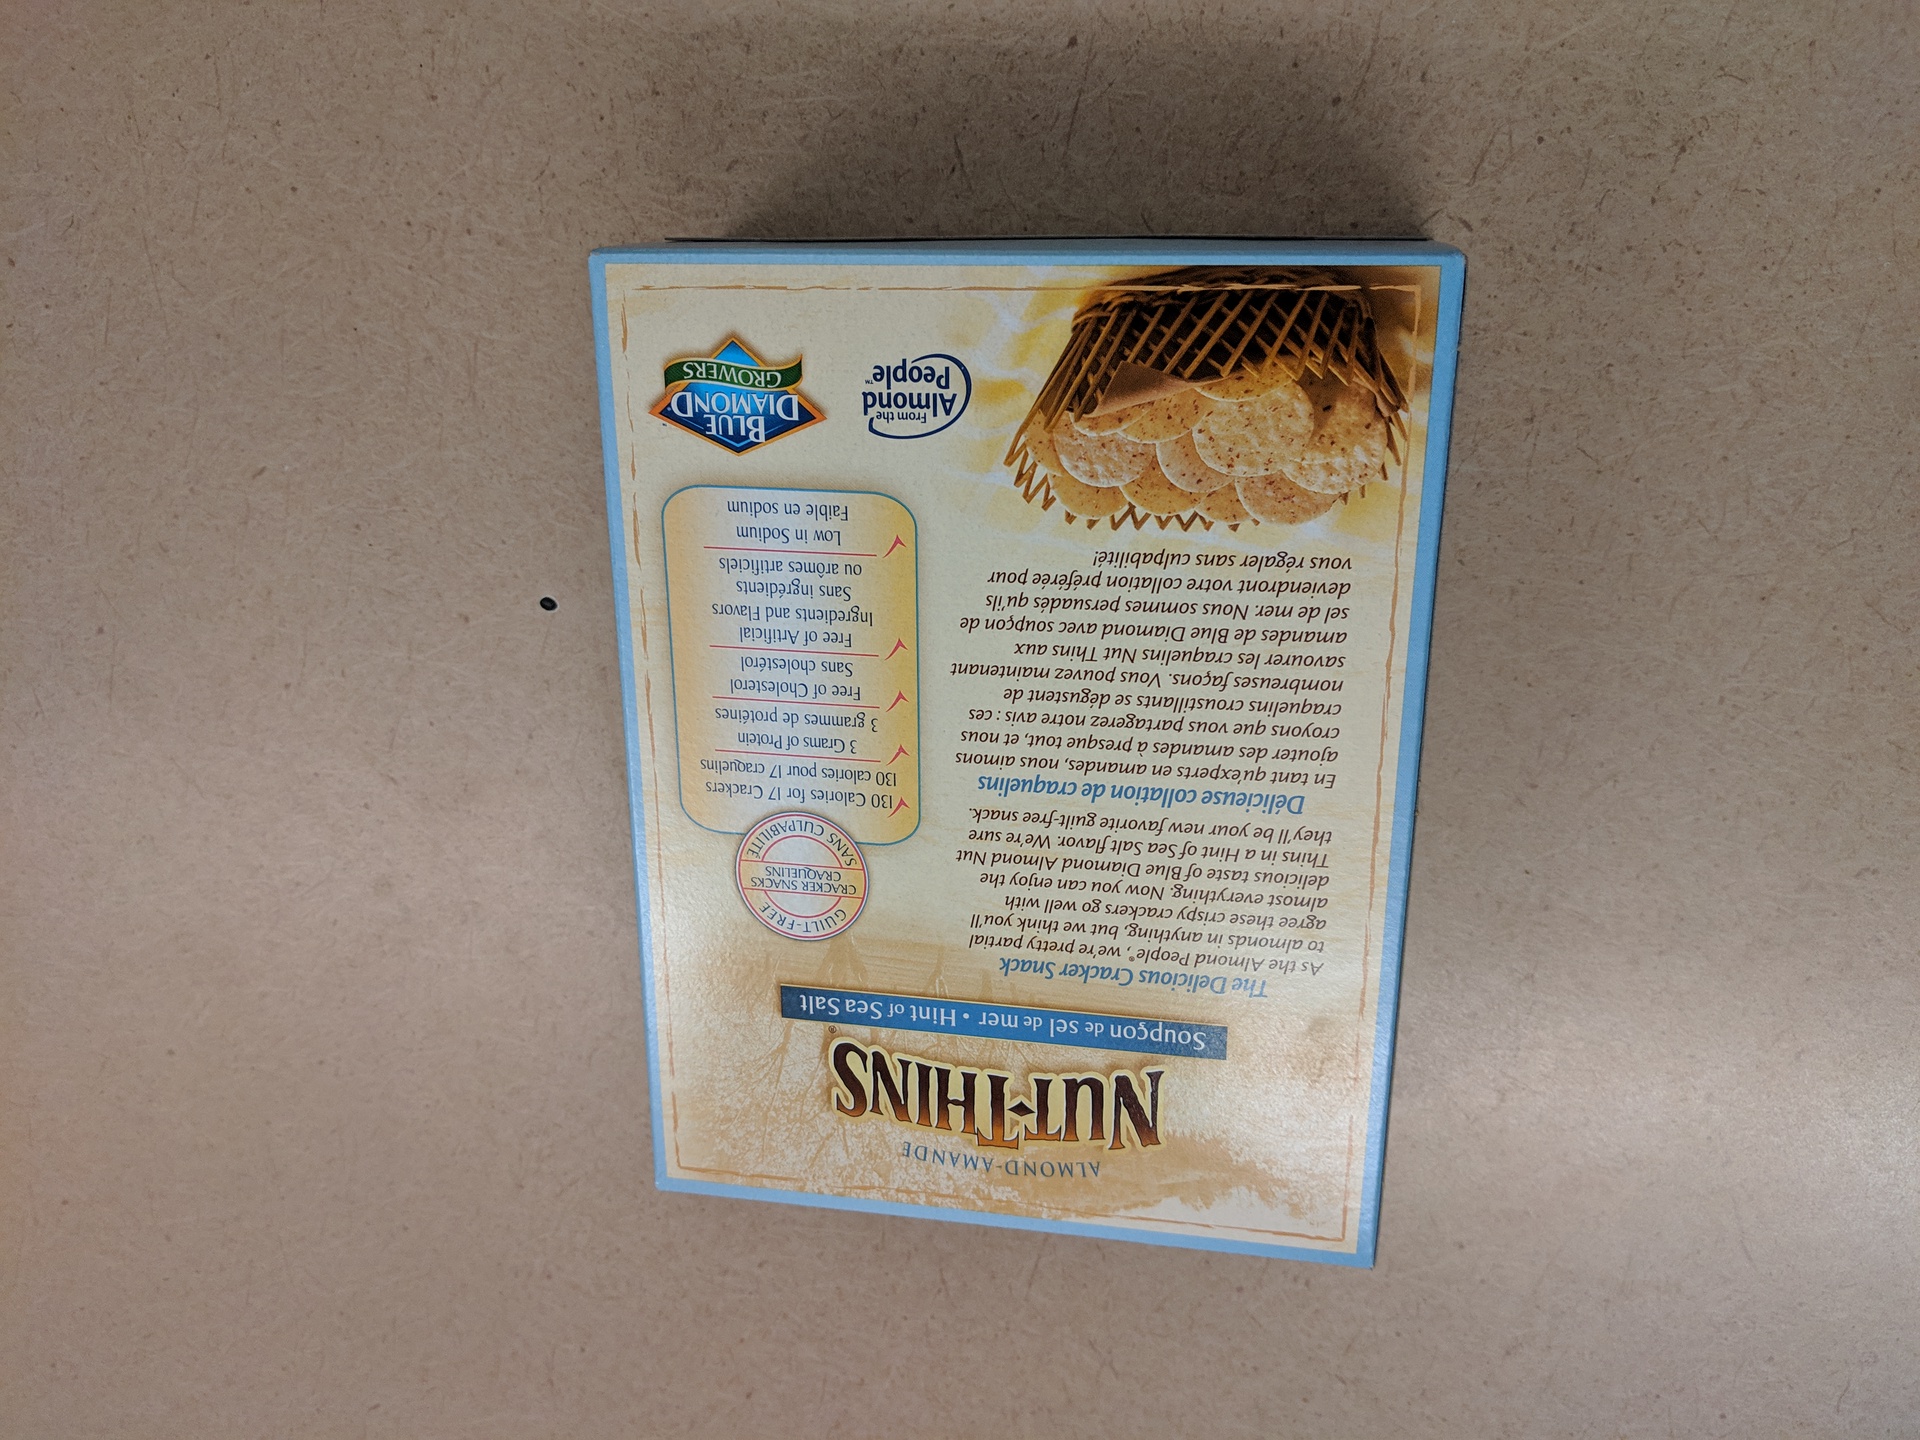 ALMOND-AMANDE
NUT-THINS®
Soupçon de sel de mer • Hint of Sea Salt
The Delicious Cracker Snack
As the Almond People®, we're pretty partial
to almonds in anything, but we think you'll
agree these crispy crackers go well with
almost everything. Now you can enjoy the
delicious taste of Blue Diamond Almond Nut
Thins in a Hint of Sea Salt flavor. We're sure
they'll be your new favorite guilt-free snack.
Délicieuse collation de craquelins
En tant qu'experts en amandes, nous aimons
ajouter des amandes à presque tout, et nous
croyons que vous partagerez notre avis : ces
craquelins croustillants se dégustent de
nombreuses façons. Vous pouvez maintenant
savourer les craquelins Nut Thins aux
amandes de Blue Diamond avec soupçon de
sel de mer. Nous sommes persuadés qu'ils
deviendront votre collation préférée pour
vous régaler sans culpabilité!
GUILT-FREE
CRACKER SNACKS
CRAQUELINS
SANS CULPABILITÉ
130 Calories for 17 Crackers
130 calories pour 17 craquelins
3 Grams of Protein
3 grammes de protéines
Free of Cholesterol
Sans cholestérol
Free of Artificial
Ingredients and Flavors
Sans ingrédients
ou arômes artificiels
Low in Sodium
Faible en sodium
From the
Almond
People™
BLUE
DIAMOND®
GROWERS